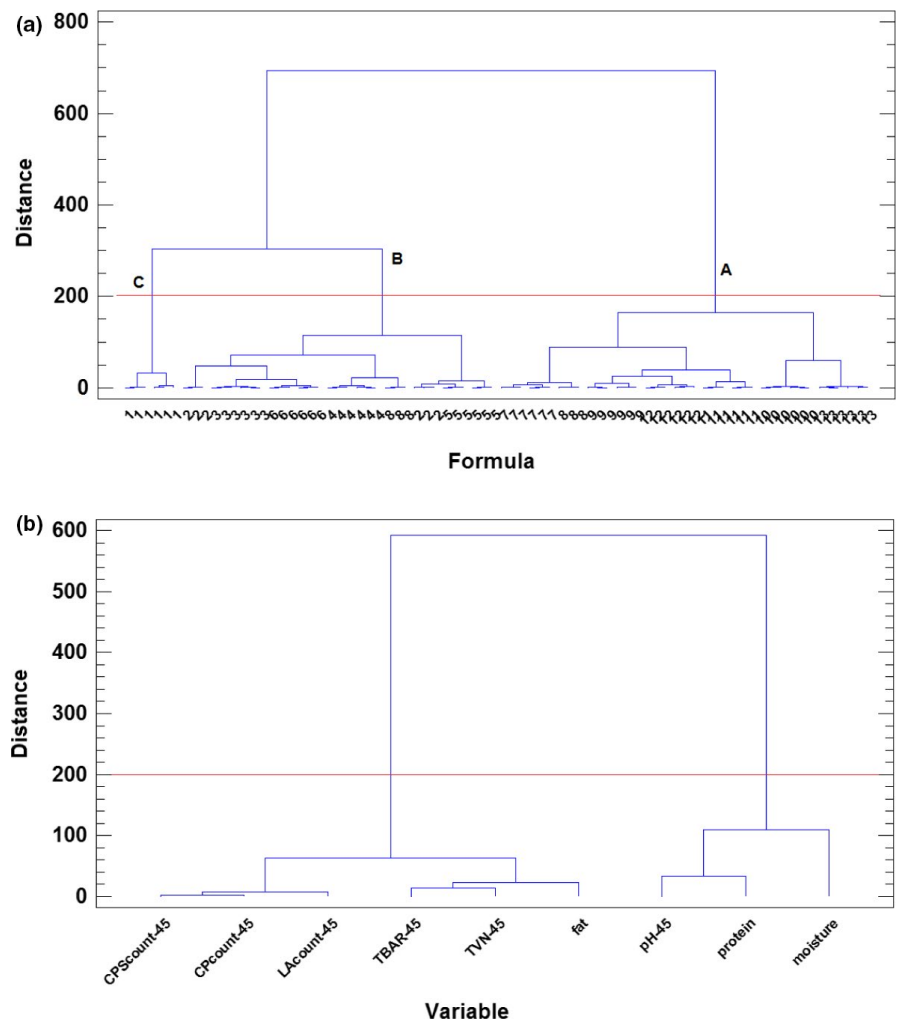 (a)
800
600
400
200
0
Distance
C
B
A
Formula
(b)
600
500
400
300
200
100
0
Distance
CPScount-45
CPcount-45
LAcount-45
TBAR-45
TVN-45
fat
pH-45
protein
moisture
Variable